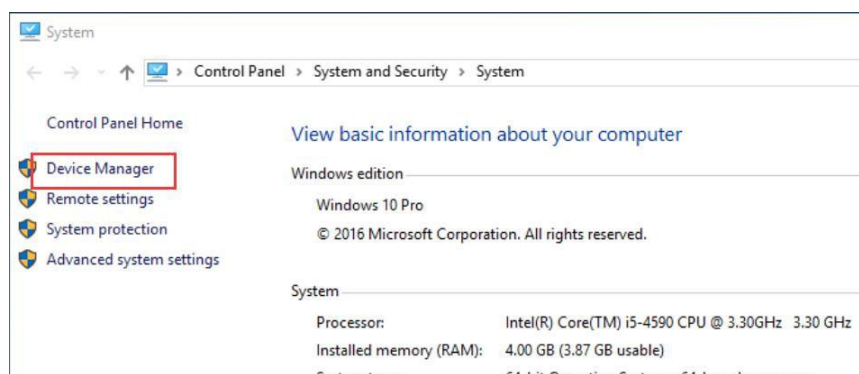 System
Control Panel > System and Security > System
Control Panel Home
View basic information about your computer
Device Manager
Windows edition
Remote settings
Windows 10 Pro
System protection
© 2016 Microsoft Corporation. All rights reserved.
Advanced system settings
System
Processor: Intel(R) Core(TM) i5-4590 CPU @ 3.30GHz 3.30 GHz
Installed memory (RAM): 4.00 GB (3.87 GB usable)